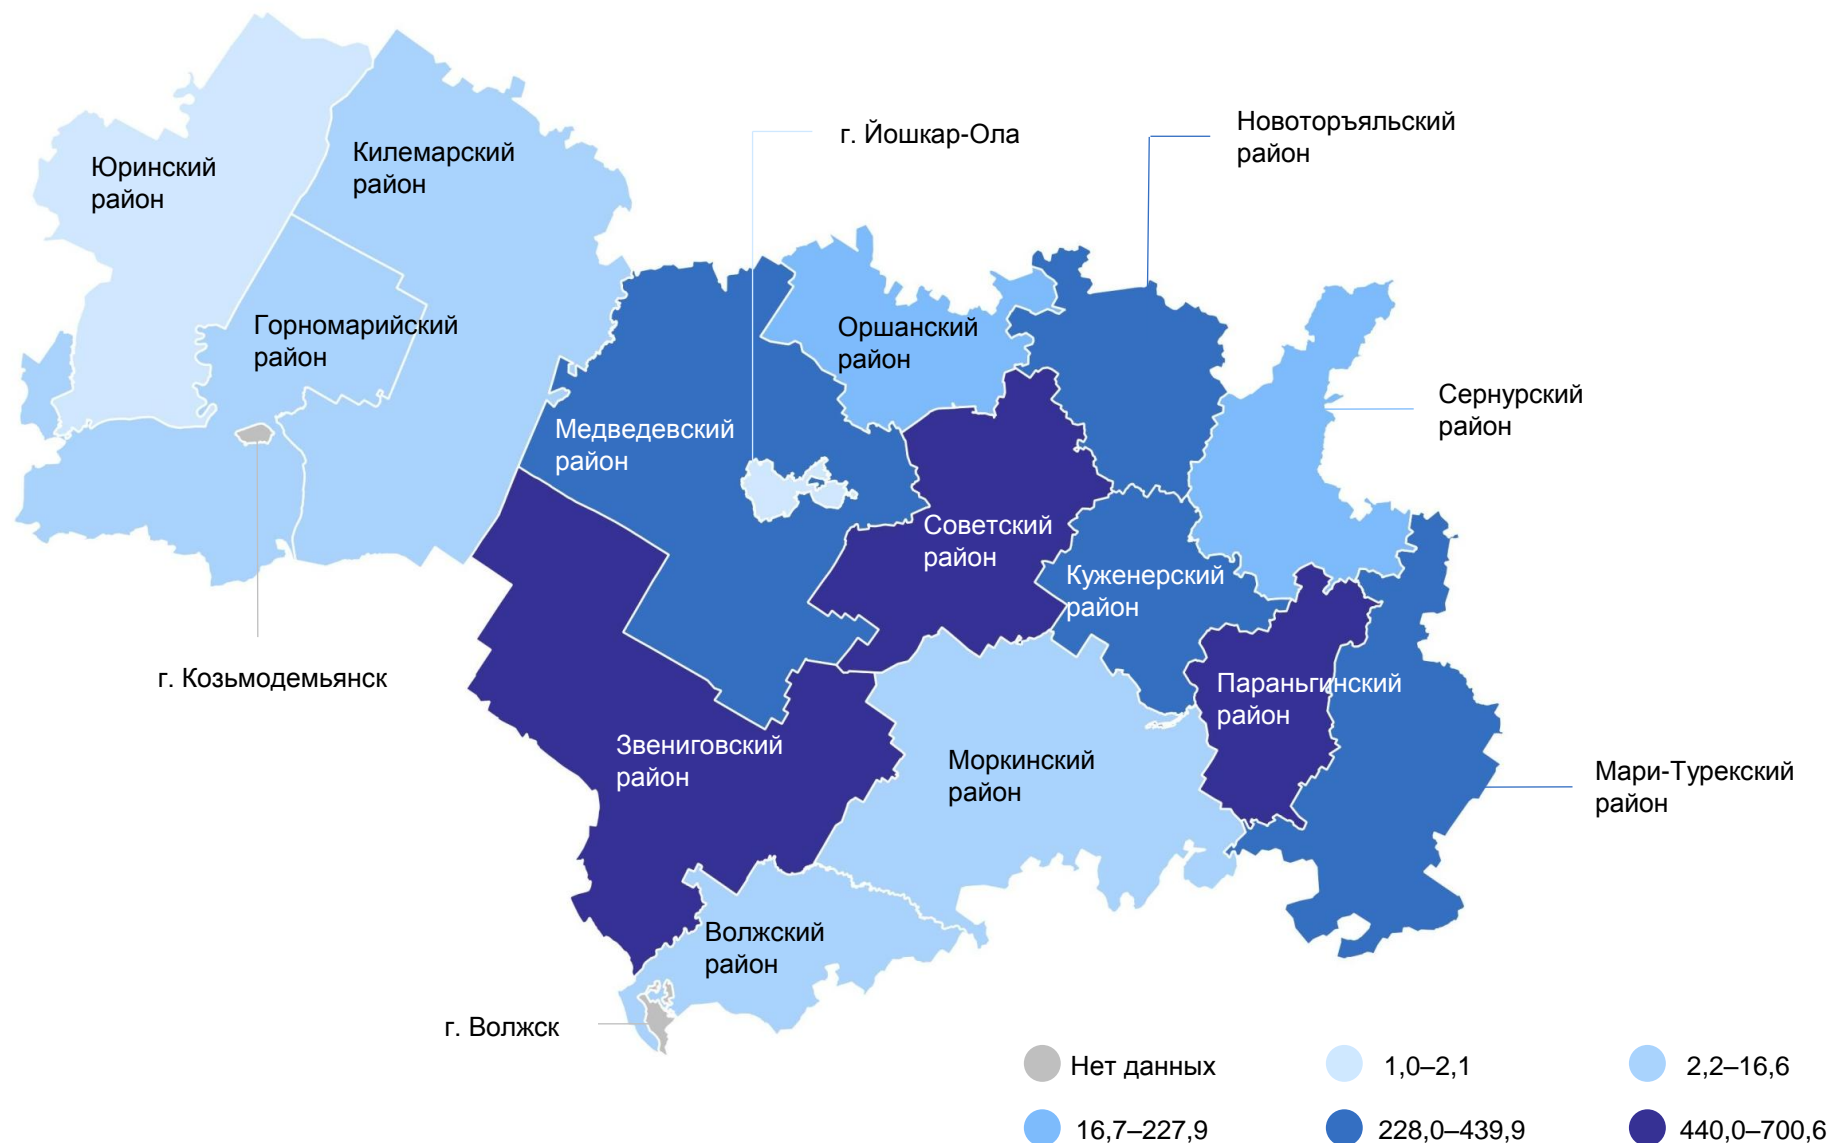 г. Йошкар-Ола
Новоторъяльский
район
Юринский
район
Килемарский
район
Горномарийский
район
Оршанский
район
Сернурский
район
Медведевский
район
Советский
район
Куженерский
район
г. Козьмодемьянск
Параньгинский
район
Звениговский
район
Моркинский
район
Мари-Турекский
район
Волжский
район
г. Волжск
Нет данных
1,0–2,1
2,2–16,6
16,7–227,9
228,0–439,9
440,0–700,6